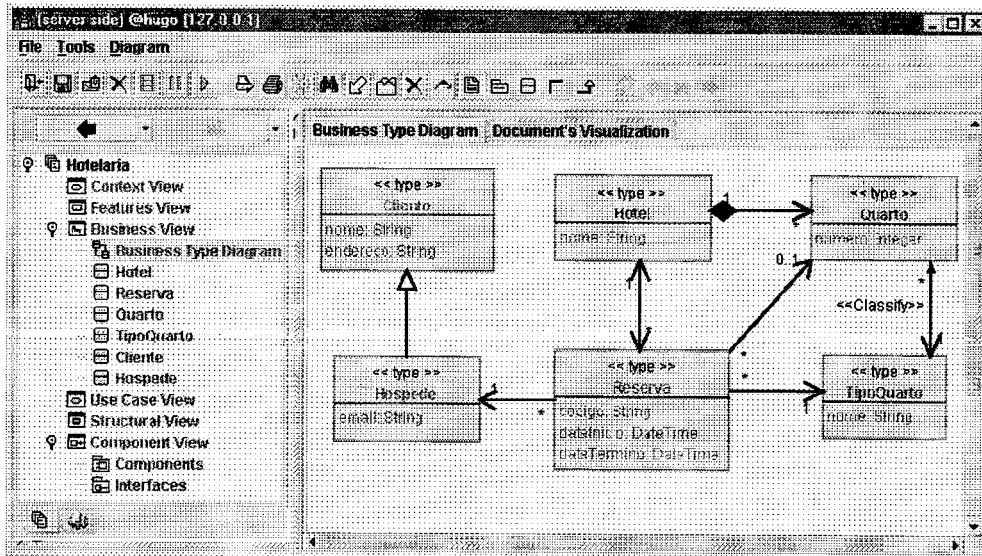 (server side) @hugo [127.0.0.1]
File Tools Diagram
Business Type Diagram Document's Visualization
Hotelaria
Context View
Features View
Business View
Business Type Diagram
Hotel
Reserva
Quarto
TipoQuarto
Cliente
Hospede
Use Case View
Structural View
Component View
Components
Interfaces
<< type >>
Cliente
nome: String
endereco: String
<< type >>
Hotel
nome: String
1
*
<< type >>
Quarto
numero: Integer
0..1
*
<<Classify>>
1
1
*
<< type >>
Hospede
email: String
1
*
<< type >>
Reserva
codigo: String
dataInicio: DateTime
dataTermino: DateTime
*
*
1
<< type >>
TipoQuarto
nome: String